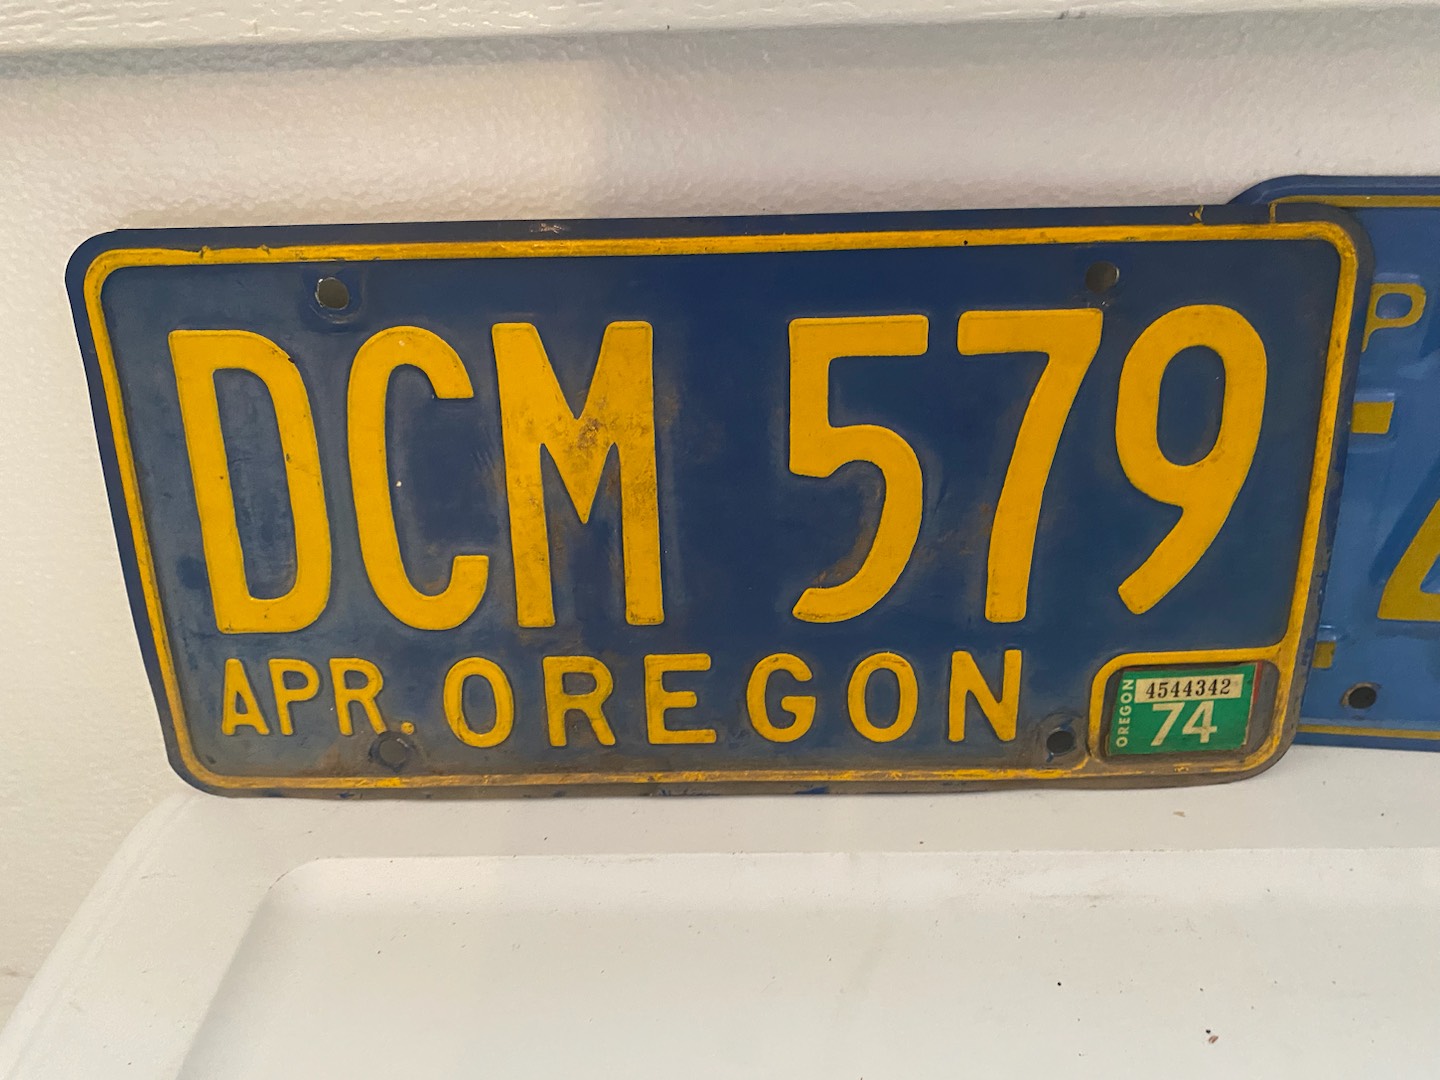 DCM 579
APR. OREGON
OREGON
4544342
74
P